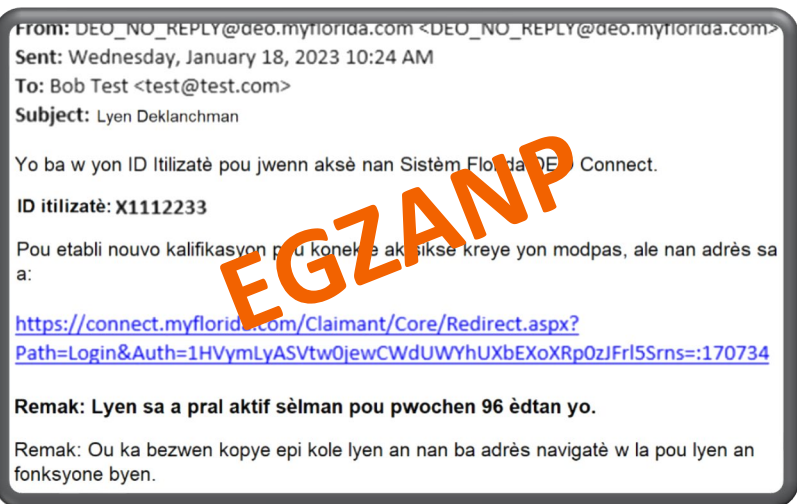 From: DEO_NO_REPLY@deo.myflorida.com <DEO_NO_REPLY@deo.myflorida.com>
Sent: Wednesday, January 18, 2023 10:24 AM
To: Bob Test <test@test.com>
Subject: Lyen Deklanchman
Yo ba w yon ID Itilizatè pou jwenn aksè nan Sistèm Florida DEO Connect.
ID itilizatè: X1112233
Pou etabli nouvo kalifikasyon pou konekte ak siksè kreye yon modpas, ale nan adrès sa
a:
https://connect.myflorida.com/Claimant/Core/Redirect.aspx?
Path=Login&Auth=1HVymLyASVtw0jewCWdUWYhUXbEXoXRp0zJFrl5Srns=:170734
Remak: Lyen sa a pral aktif sèlman pou pwochen 96 èdtan yo.
Remak: Ou ka bezwen kopye epi kole lyen an nan ba adrès navigatè w la pou lyen an
fonksyone byen.
EGZANP